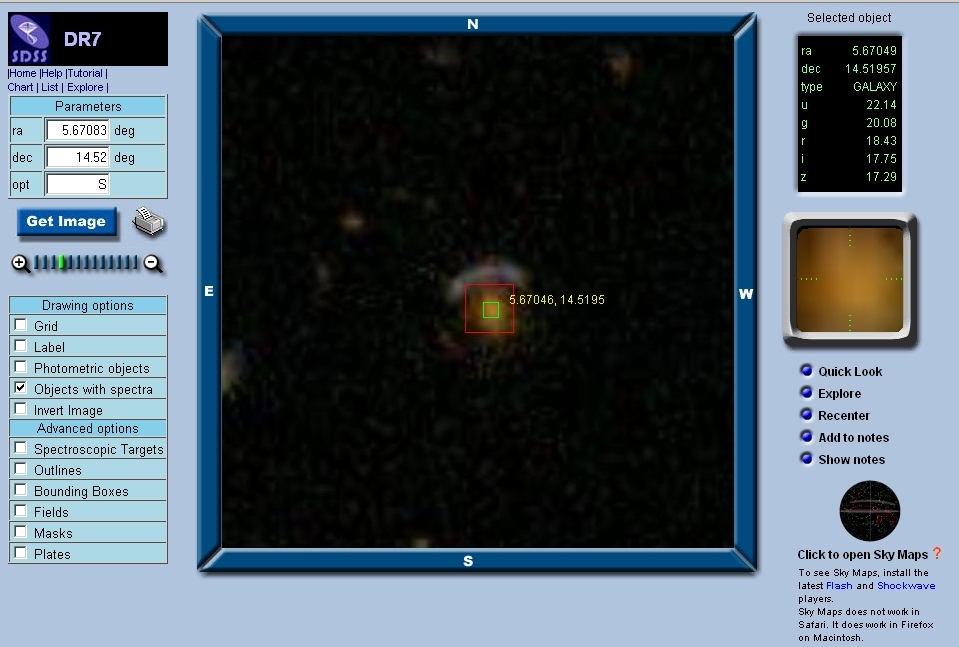 SDSS DR7
|Home |Help |Tutorial |
Chart | List | Explore |
Parameters
ra 5.67083 deg
dec 14.52 deg
opt S
Get Image
Drawing options
Grid
Label
Photometric objects
Objects with spectra
Invert Image
Advanced options
Spectroscopic Targets
Outlines
Bounding Boxes
Fields
Masks
Plates
N
E
W
S
5.67046, 14.5195
Selected object
ra 5.67049
dec 14.51957
type GALAXY
u 22.14
g 20.08
r 18.43
i 17.75
z 17.29
Quick Look
Explore
Recenter
Add to notes
Show notes
Click to open Sky Maps ?
To see Sky Maps, install the
latest Flash and Shockwave
players.
Sky Maps does not work in
Safari. It does work in Firefox
on Macintosh.